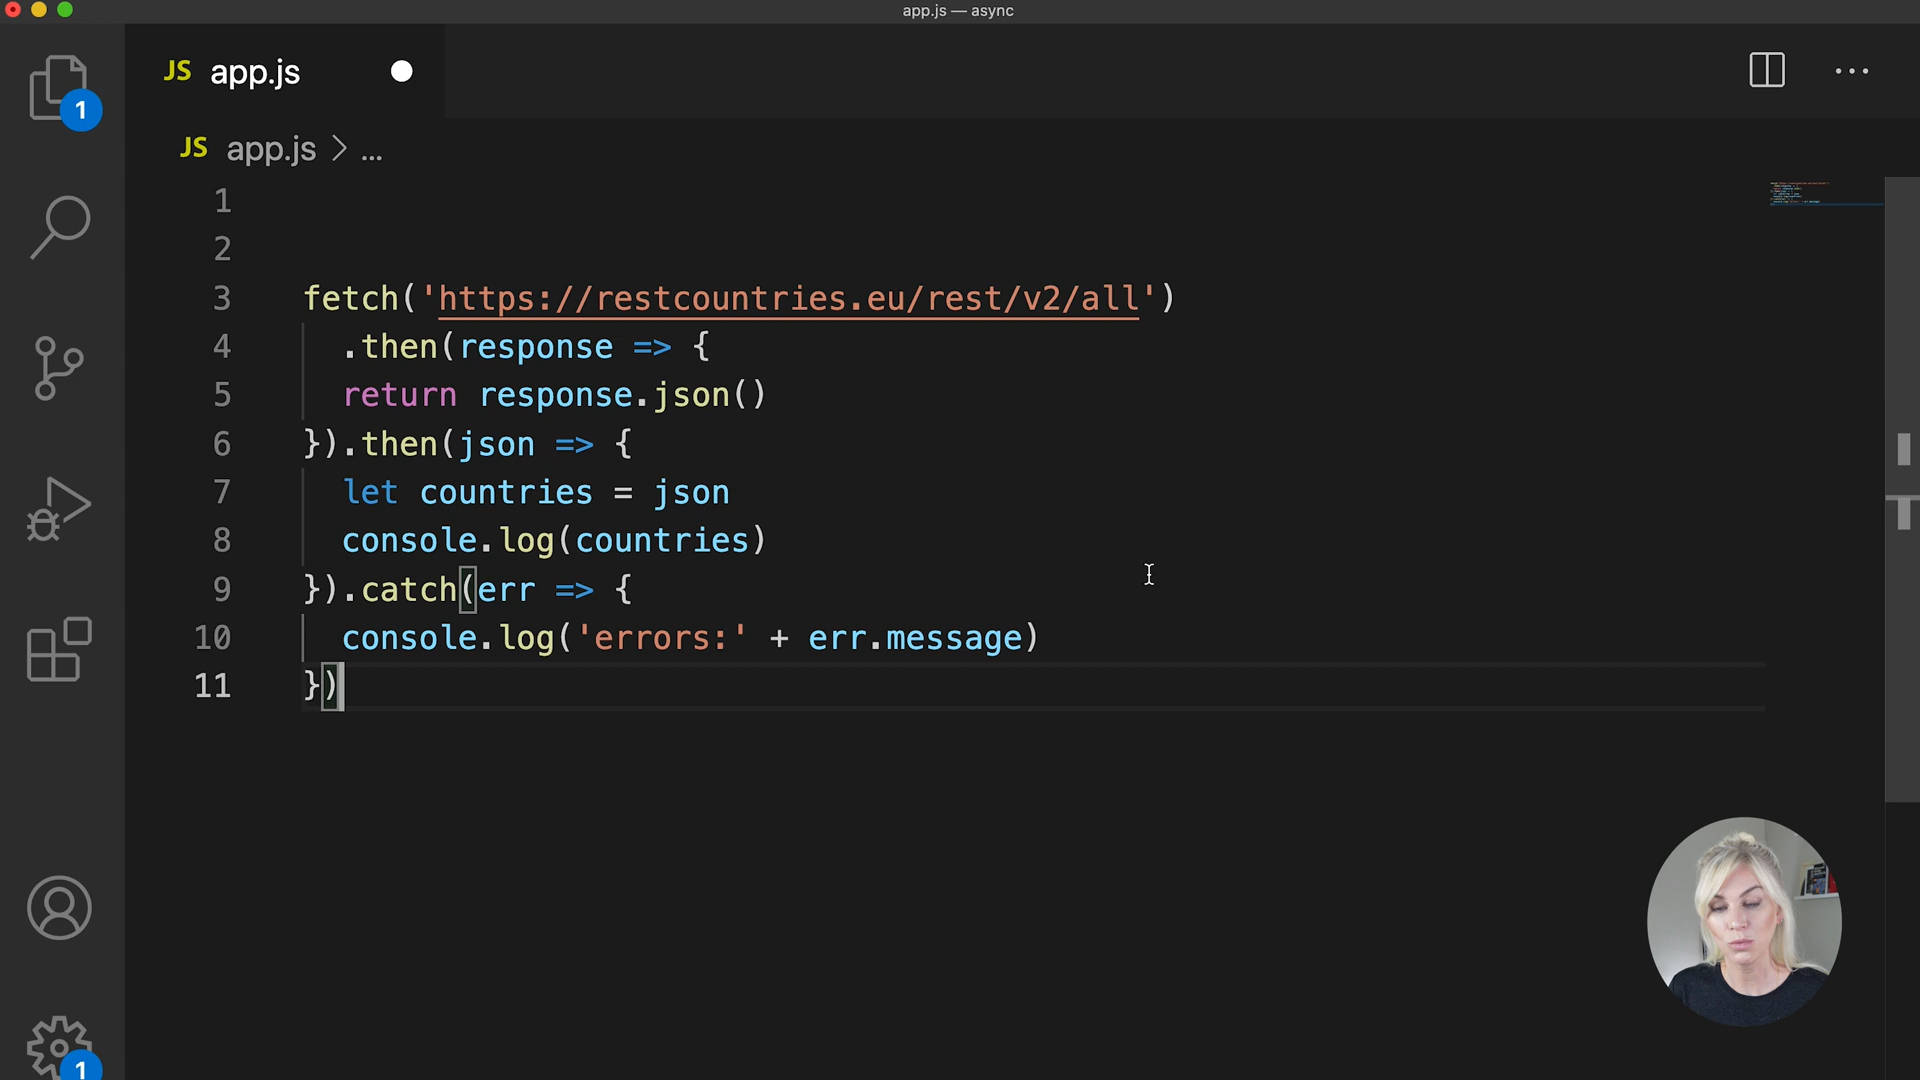 app.js — async
JS app.js
1
JS app.js > ...
1
2
3 fetch('https://restcountries.eu/rest/v2/all')
4 .then(response => {
5 return response.json()
6 }).then(json => {
7 let countries = json
8 console.log(countries)
9 }).catch(err => {
10 console.log('errors:' + err.message)
11 })
1